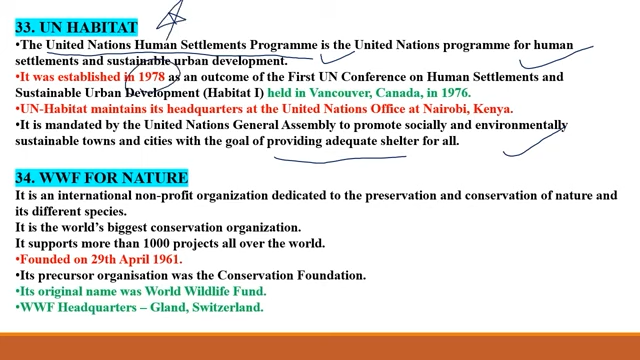 33. UN HABITAT
•The United Nations Human Settlements Programme is the United Nations programme for human
settlements and sustainable urban development.
•It was established in 1978 as an outcome of the First UN Conference on Human Settlements and
Sustainable Urban Development (Habitat I) held in Vancouver, Canada, in 1976.
•UN-Habitat maintains its headquarters at the United Nations Office at Nairobi, Kenya.
•It is mandated by the United Nations General Assembly to promote socially and environmentally
sustainable towns and cities with the goal of providing adequate shelter for all.
34. WWF FOR NATURE
It is an international non-profit organization dedicated to the preservation and conservation of nature and
its different species.
It is the world's biggest conservation organization.
It supports more than 1000 projects all over the world.
•Founded on 29th April 1961.
•Its precursor organisation was the Conservation Foundation.
•Its original name was World Wildlife Fund.
•WWF Headquarters – Gland, Switzerland.